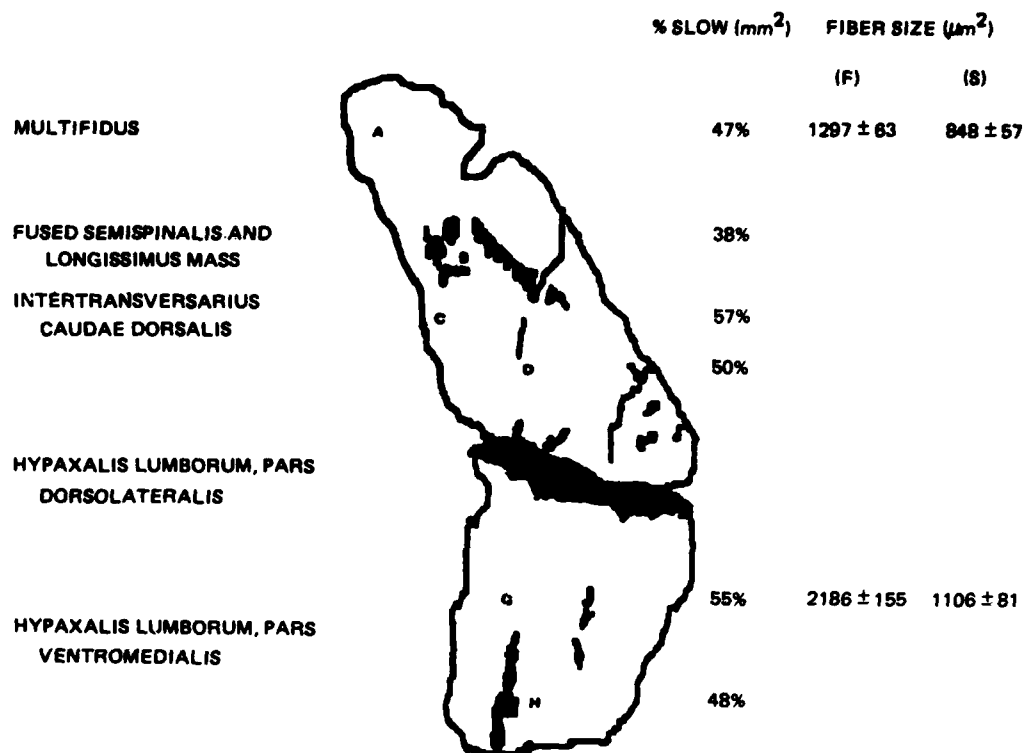 % SLOW (mm²) FIBER SIZE (µm²)
(F) (S)
MULTIFIDUS A 47% 1297 ± 63 848 ± 57
FUSED SEMISPINALIS AND 38%
LONGISSIMUS MASS B
INTERTRANSVERSARIUS
CAUDAE DORSALIS C 57%
D 50%
HYPAXALIS LUMBORUM, PARS
DORSOLATERALIS
G 55% 2186 ± 155 1106 ± 81
HYPAXALIS LUMBORUM, PARS
VENTROMEDIALIS
H 48%